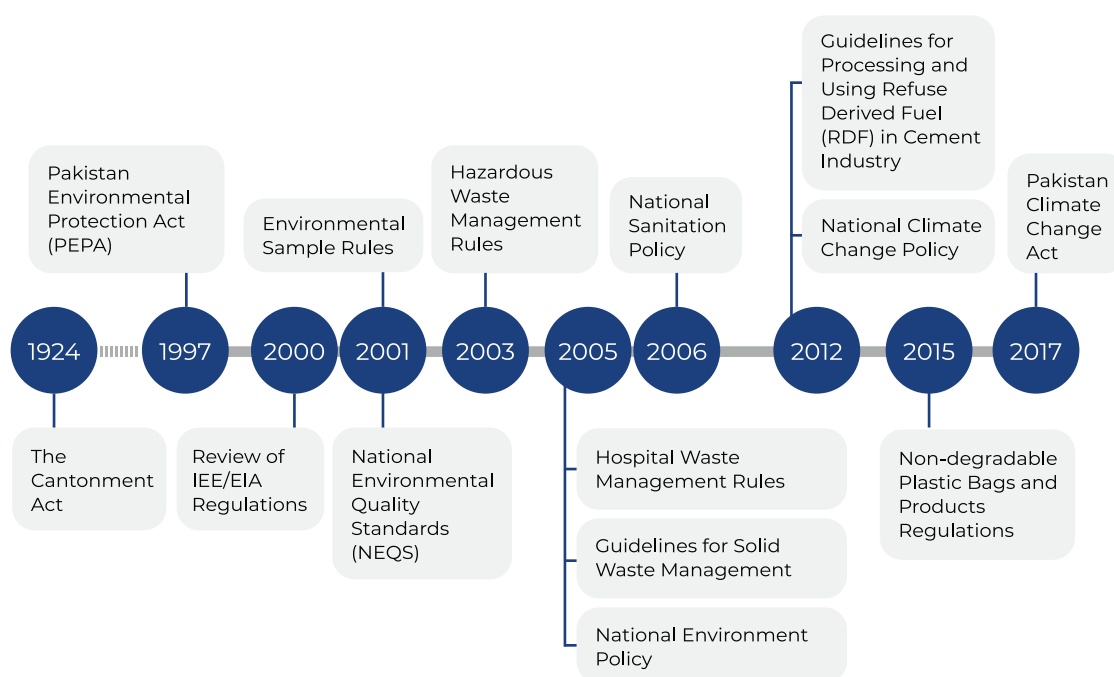 Guidelines for
Processing and
Using Refuse
Derived Fuel
(RDF) in Cement
Industry
Pakistan
Environmental
Protection Act
(PEPA)
Environmental
Sample Rules
Hazardous
Waste
Management
Rules
National
Sanitation
Policy
National Climate
Change Policy
Pakistan
Climate
Change
Act
1924
1997
2000
2001
2003
2005
2006
2012
2015
2017
The
Cantonment
Act
Review of
IEE/EIA
Regulations
National
Environmental
Quality
Standards
(NEQS)
Hospital Waste
Management Rules
Guidelines for Solid
Waste Management
National Environment
Policy
Non-degradable
Plastic Bags and
Products
Regulations